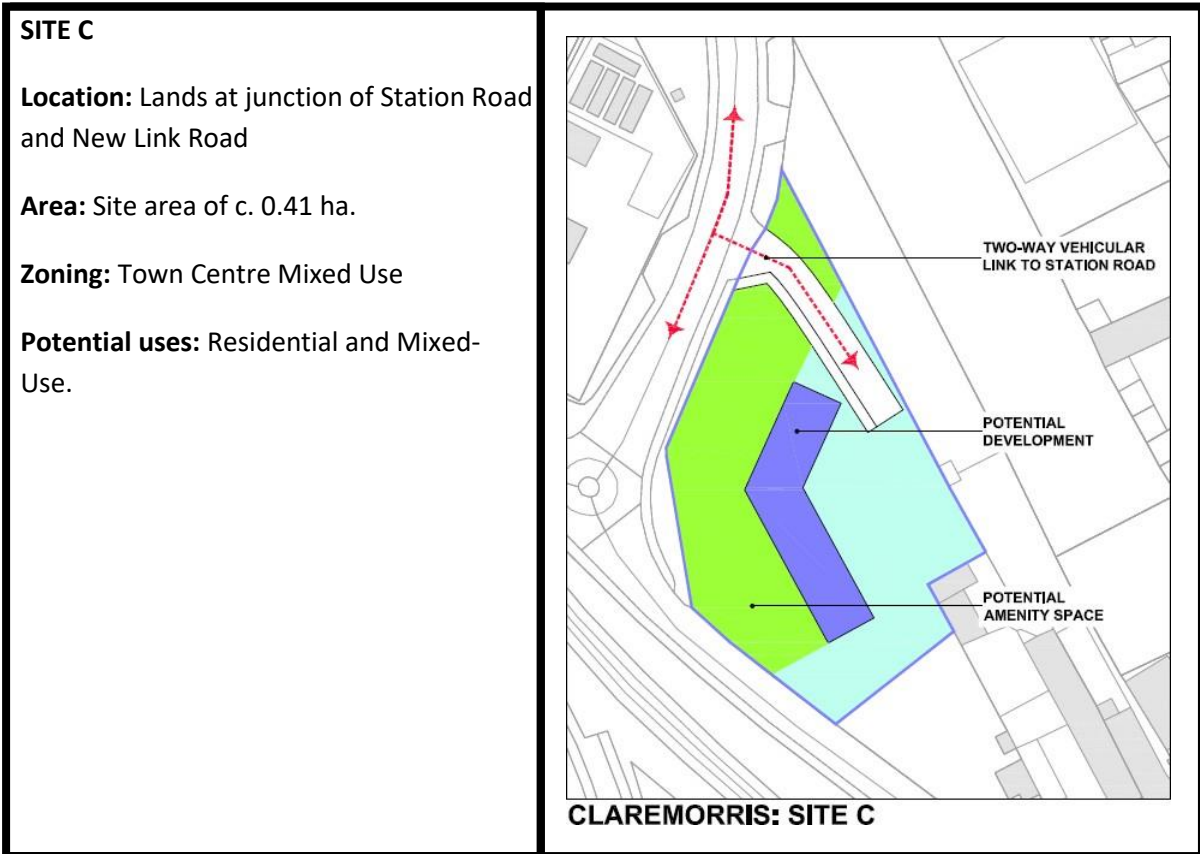 SITE C
Location: Lands at junction of Station Road
and New Link Road
Area: Site area of c. 0.41 ha.
Zoning: Town Centre Mixed Use
Potential uses: Residential and Mixed-
Use.
TWO-WAY VEHICULAR
LINK TO STATION ROAD
POTENTIAL
DEVELOPMENT
POTENTIAL
AMENITY SPACE
CLAREMORRIS: SITE C